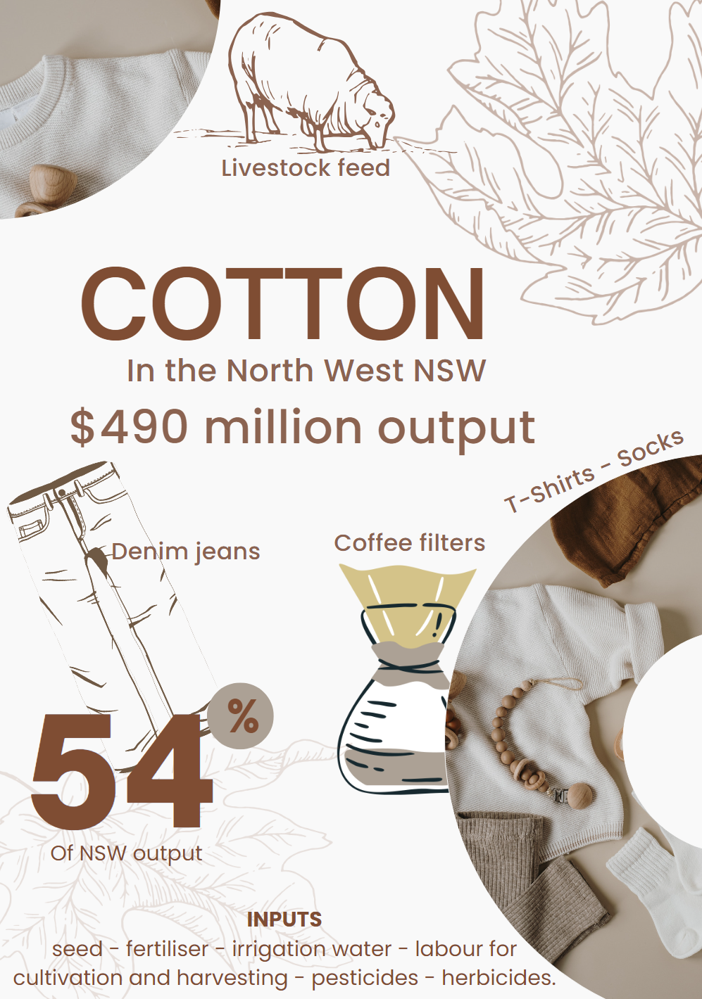 Livestock feed
COTTON
In the North West NSW
$490 million output
T-Shirts - Socks
Denim jeans
Coffee filters
54%
Of NSW output
INPUTS
seed - fertiliser - irrigation water - labour for
cultivation and harvesting - pesticides - herbicides.